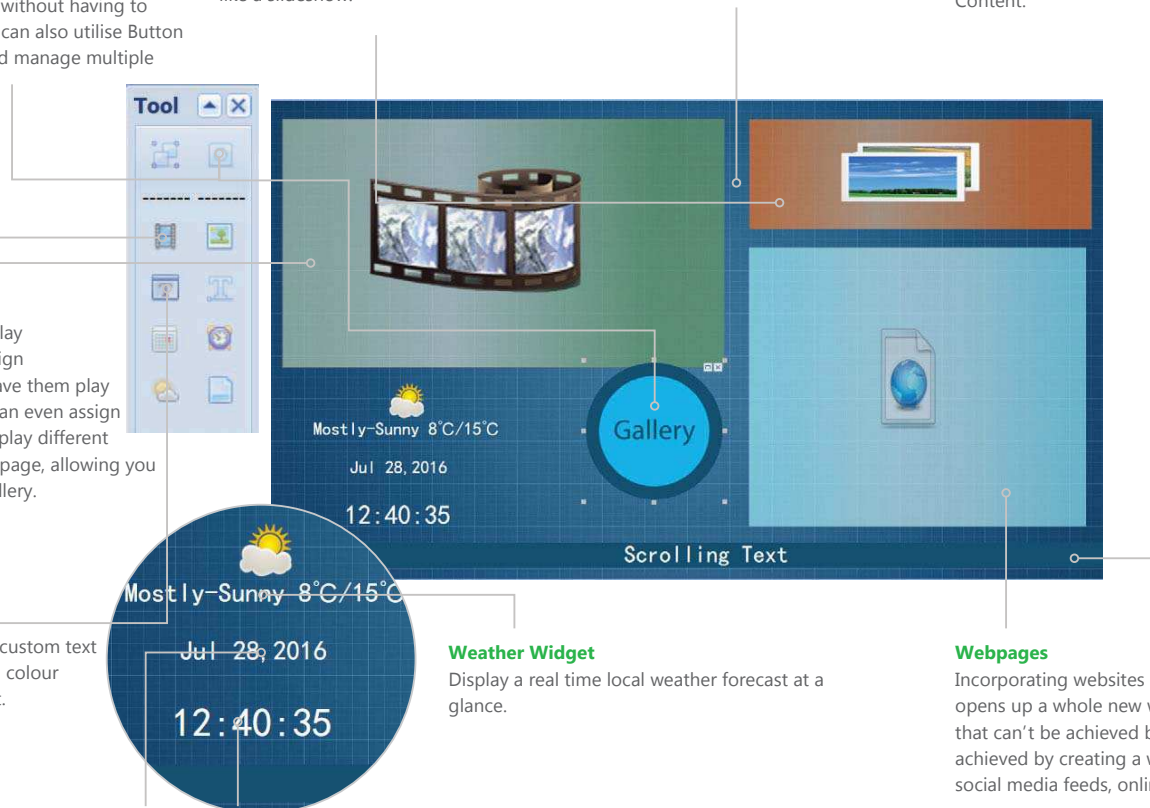 without having to
can also utilise Button
d manage multiple
Content.
Tool
Gallery
Mostly-Sunny 8°C/15°C
Jul 28, 2016
12:40:35
Scrolling Text
lay
ign
ave them play
an even assign
play different
page, allowing you
llery.
custom text
colour
Mostly-Sunny 8°C/15°C
Jul 28, 2016
12:40:35
Weather Widget
Display a real time local weather forecast at a
glance.
Webpages
Incorporating websites
opens up a whole new
that can't be achieved
achieved by creating a
social media feeds,